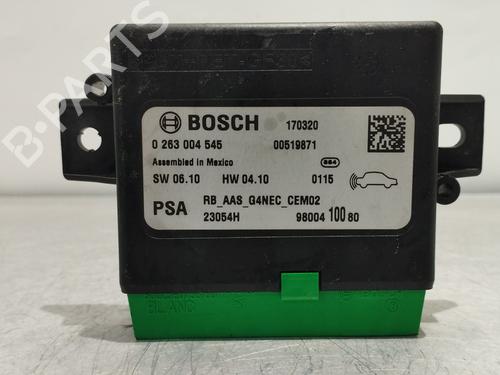 BOSCH 170320
0 263 004 545 00519871
Assembled in Mexico 884
SW 06.10 HW 04.10 0115
PSA RB_AAS_G4NEC_CEM02
23054H 98004 100 80
B-PARTS